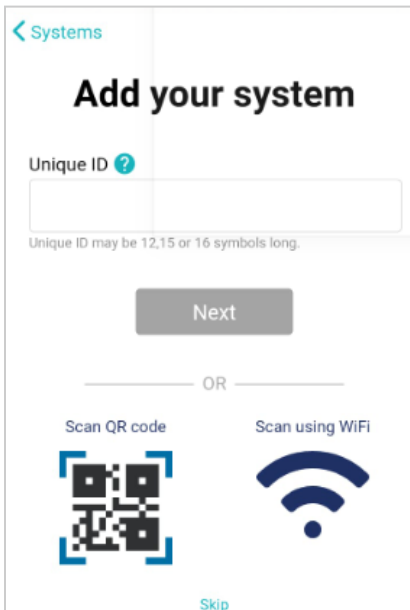 Systems
Add your system
Unique ID ?
Unique ID may be 12,15 or 16 symbols long.
Next
OR
Scan QR code
Scan using WiFi
Skip